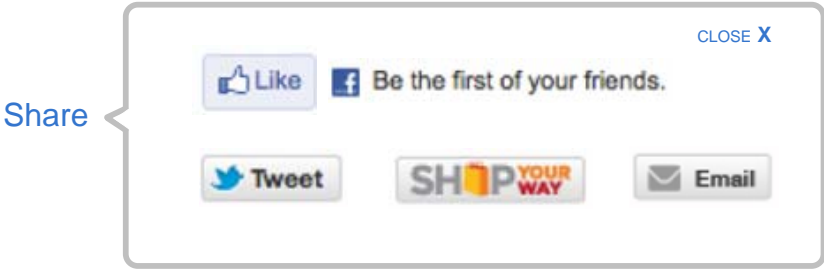 CLOSE X
Like f Be the first of your friends.
Share
Tweet SHOP YOUR WAY Email